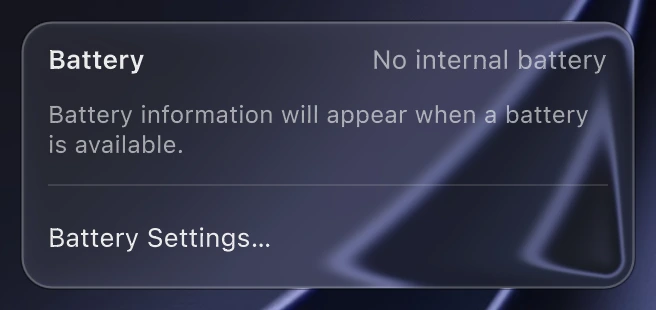 Battery No internal battery
Battery information will appear when a battery
is available.
Battery Settings...